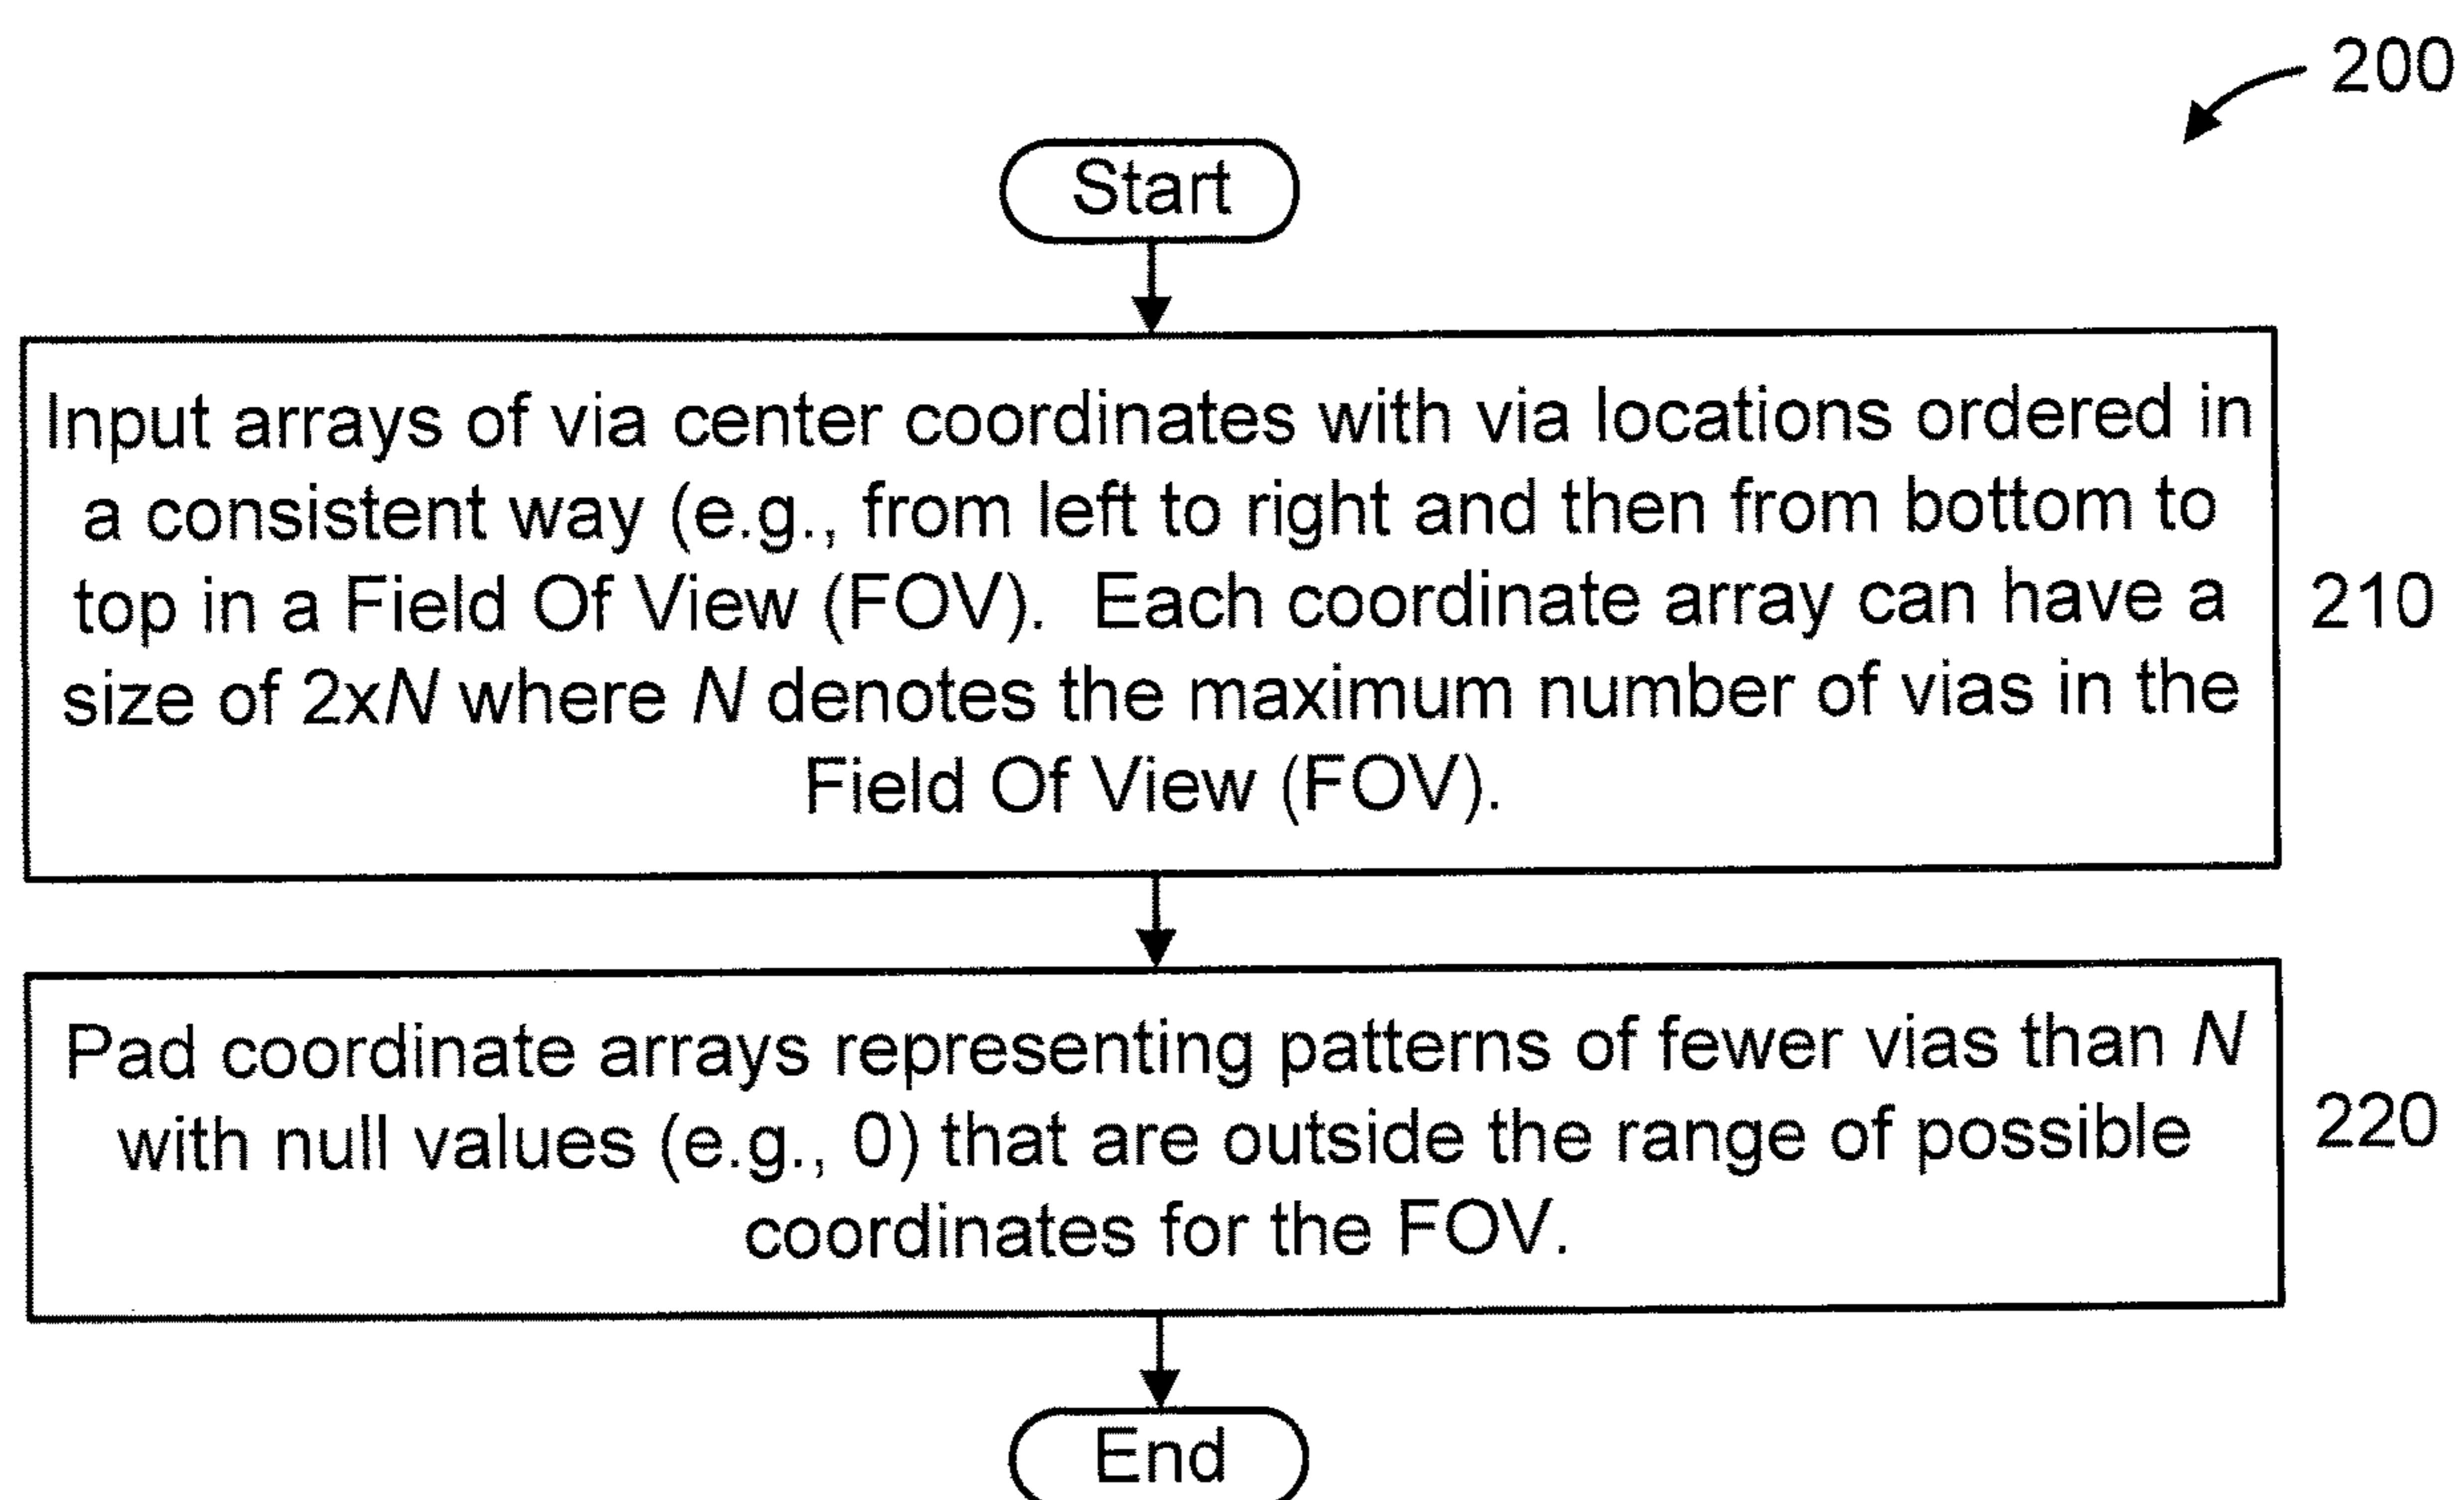 200
Start
Input arrays of via center coordinates with via locations ordered in
a consistent way (e.g., from left to right and then from bottom to
top in a Field Of View (FOV).  Each coordinate array can have a
size of 2xN where N denotes the maximum number of vias in the
Field Of View (FOV).
210
Pad coordinate arrays representing patterns of fewer vias than N
with null values (e.g., 0) that are outside the range of possible
coordinates for the FOV.
220
End